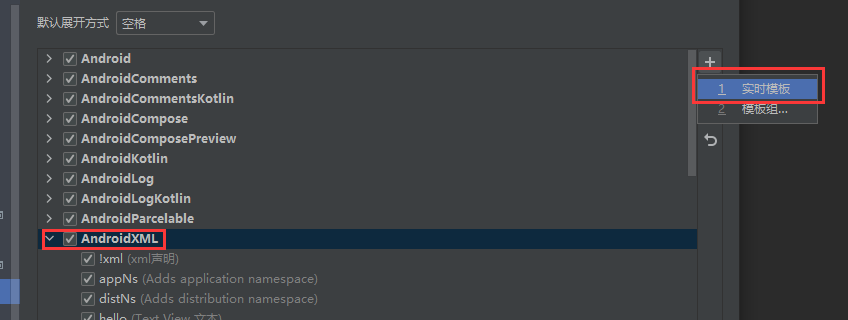 默认展开方式 空格
Android
AndroidComments
AndroidCommentsKotlin
AndroidCompose
AndroidComposePreview
AndroidKotlin
AndroidLog
AndroidLogKotlin
AndroidParcelable
AndroidXML
!xml (xml声明)
appNs (Adds application namespace)
distNs (Adds distribution namespace)
hello (Text View 文本)
1 实时模板
2 模板组...